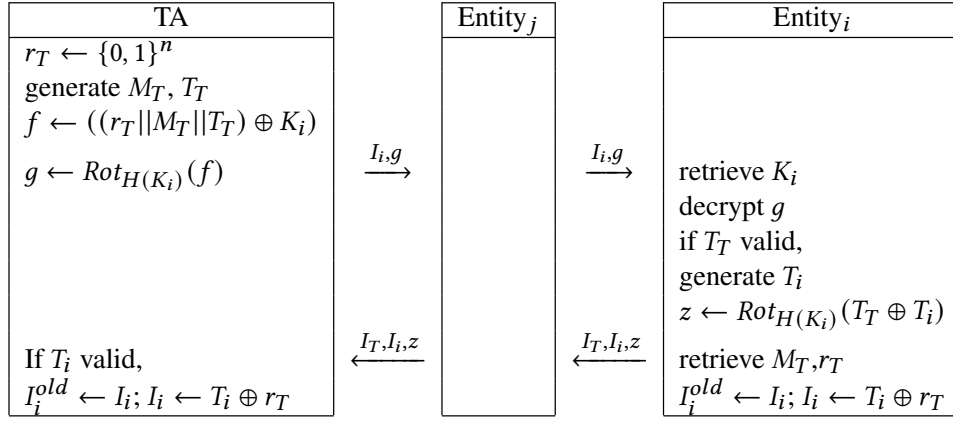 TA Entity_j Entity_i
r_T ← {0, 1}^n
generate M_T, T_T
f ← ((r_T||M_T||T_T) ⊕ K_i)
g ← Rot_{H(K_i)}(f) I_i,g I_i,g retrieve K_i
decrypt g
if T_T valid,
generate T_i
z ← Rot_{H(K_i)}(T_T ⊕ T_i)
If T_i valid, I_T,I_i,z I_T,I_i,z retrieve M_T,r_T
I_i^{old} ← I_i; I_i ← T_i ⊕ r_T I_i^{old} ← I_i; I_i ← T_i ⊕ r_T